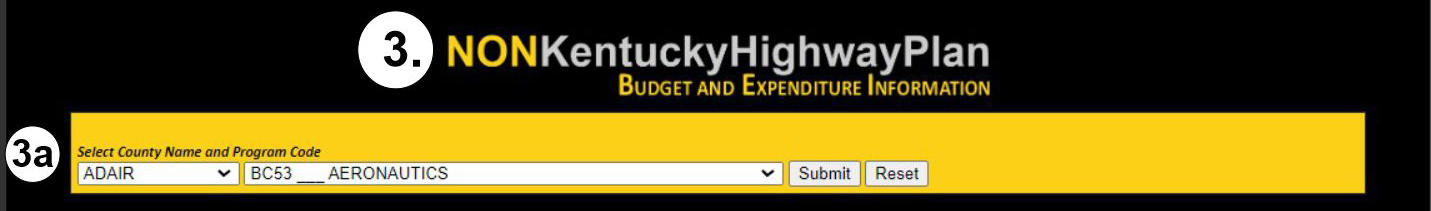 3. NONKentuckyHighwayPlan
BUDGET AND EXPENDITURE INFORMATION
3a
Select County Name and Program Code
ADAIR BC53 ___ AERONAUTICS Submit Reset